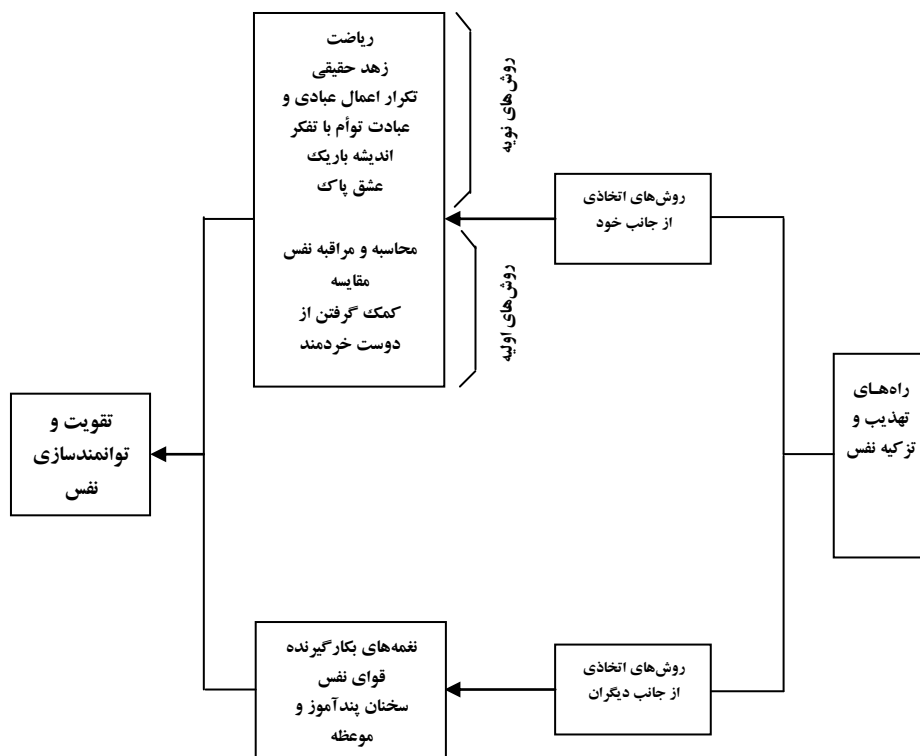 راه‌هـای
تهذیب و
تزکیه نفس
روش‌های اتخاذی
از جانب خود
روش‌های نویه
روش‌های اولیه
ریاضت
زهد حقیقی
تکرار اعمال عبادی و
عبادت توأم با تفکر
اندیشه باریک
عشق پاک
محاسبه و مراقبه نفس
مقایسه
کمک گرفتن از
دوست خردمند
روش‌های اتخاذی
از جانب دیگران
نغمه‌های بکارگیرنده
قوای نفس
سخنان پندآموز و
موعظه
تقویت و
توانمندسازی
نفس